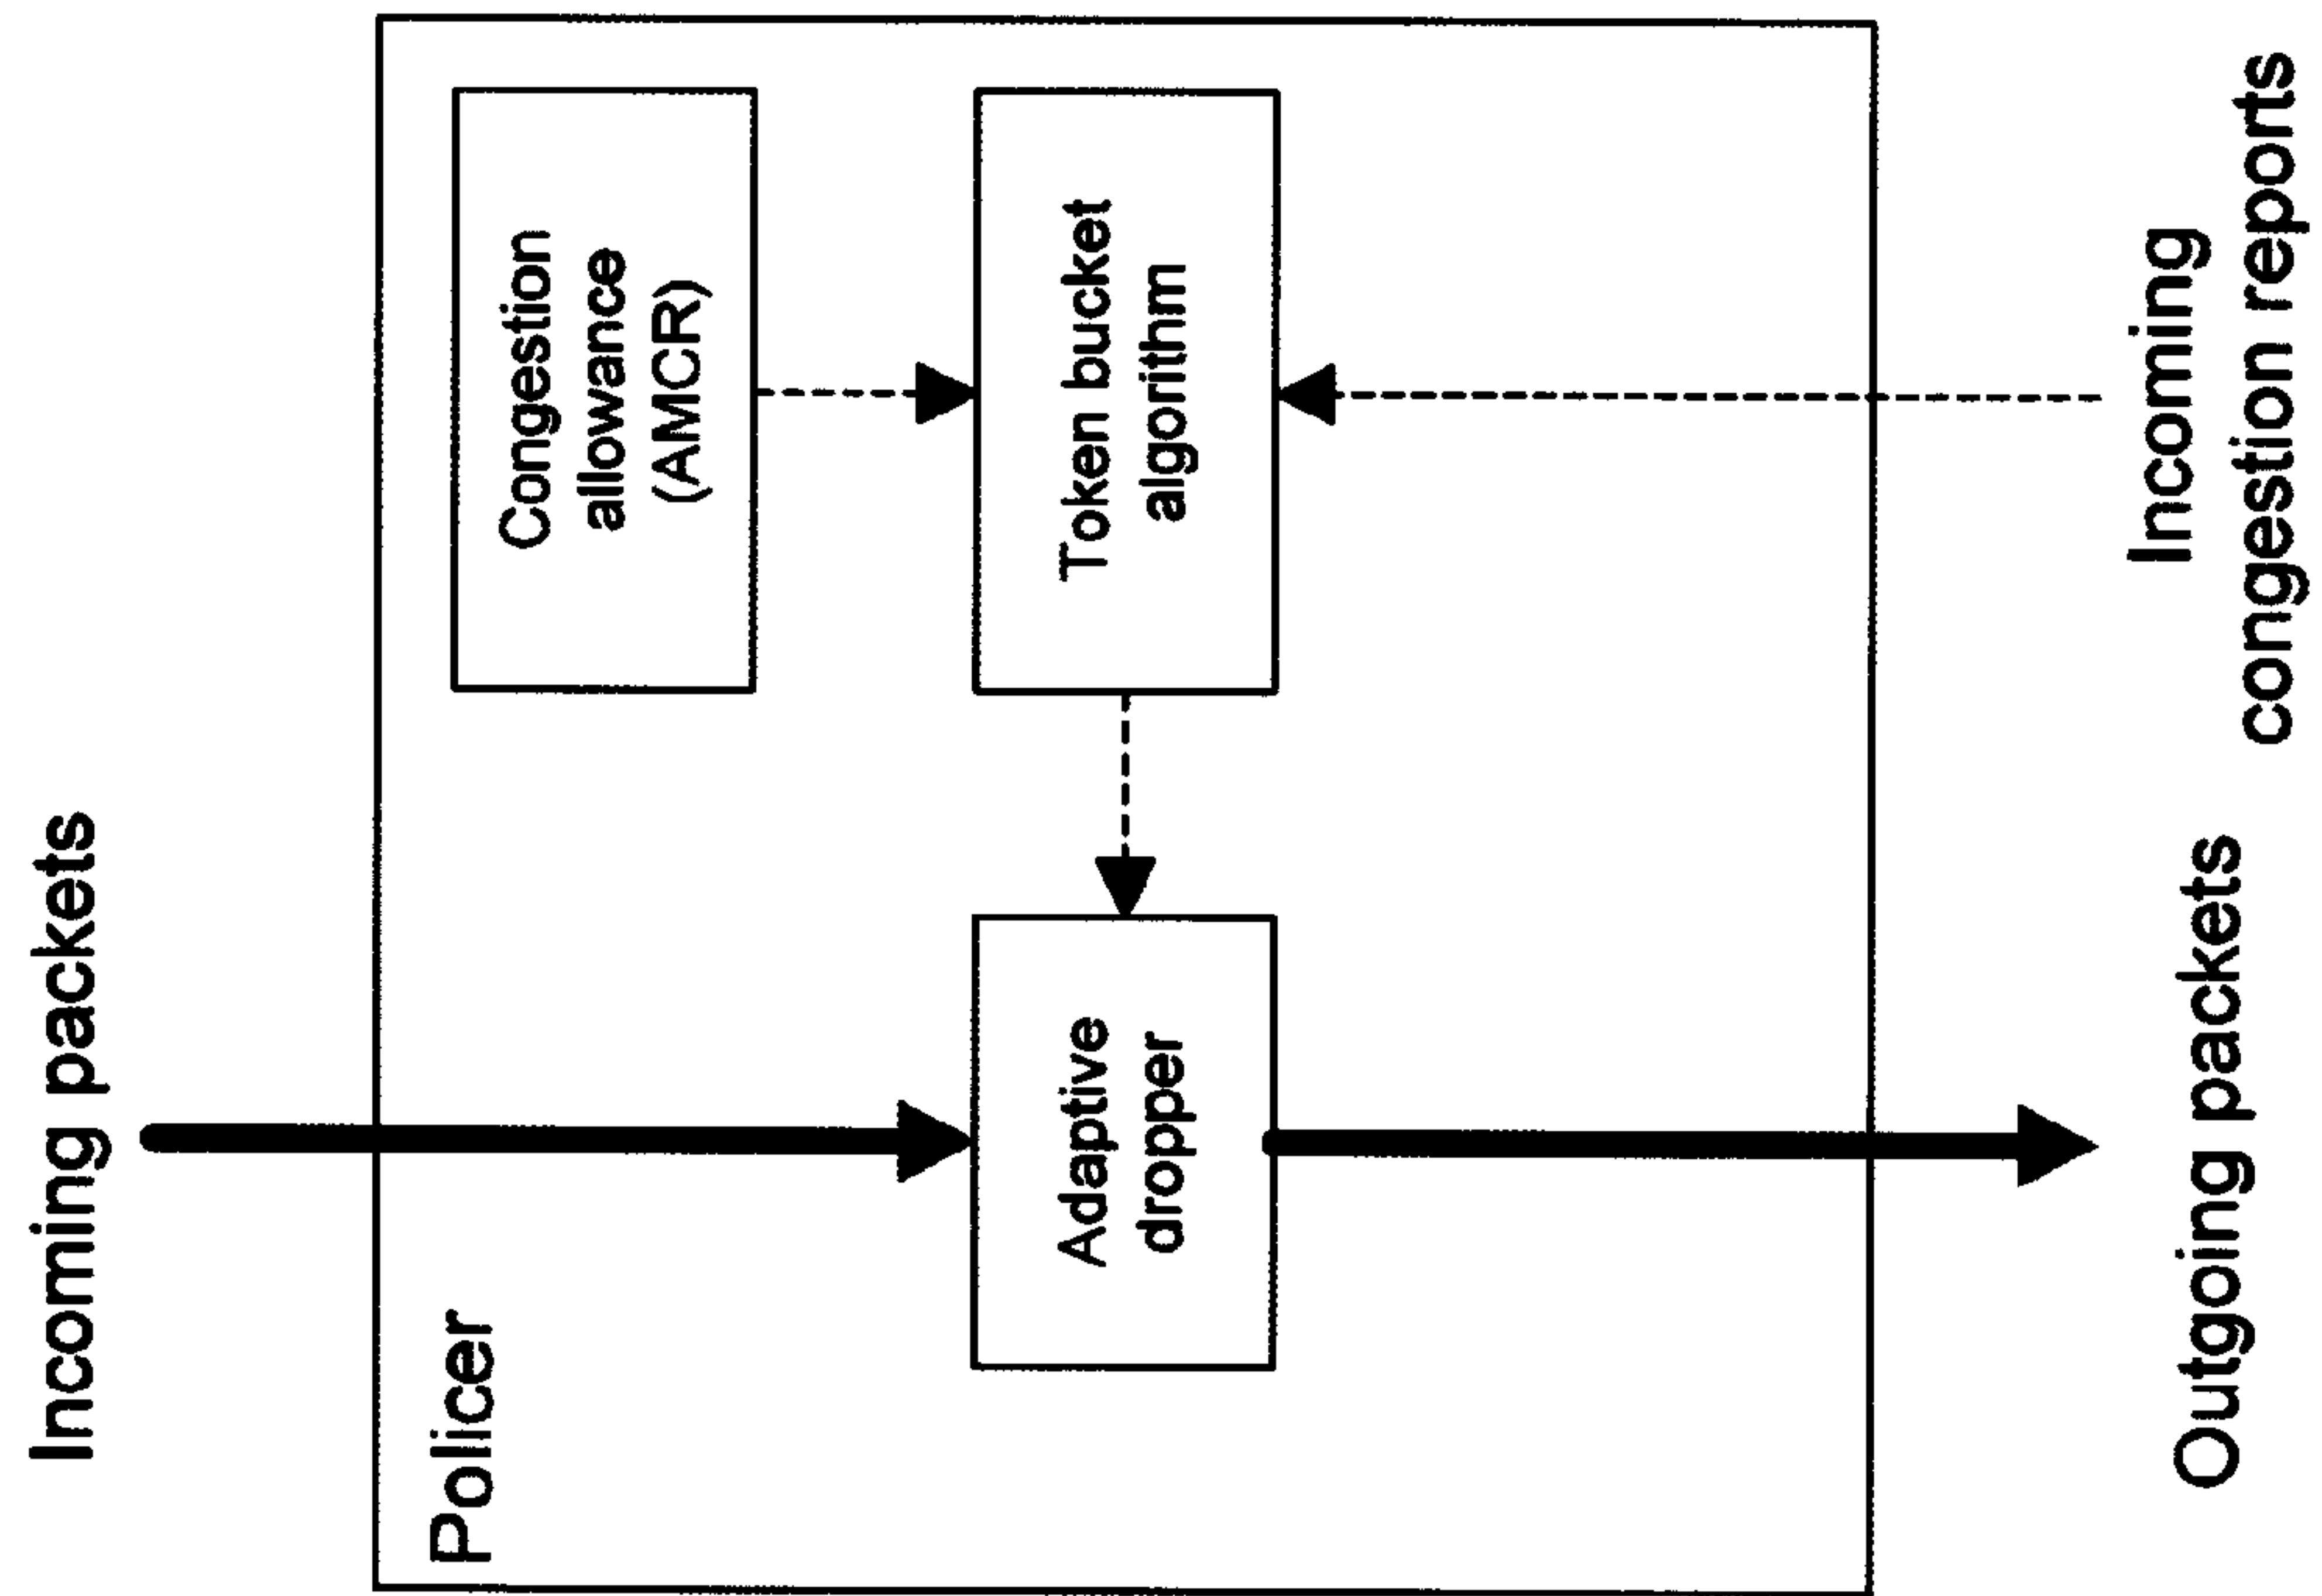 Incoming packets
Policer
Congestion
allowance
(AMCR)
Token bucket
algorithm
Adaptive
dropper
Outgoing packets
Incoming
congestion reports